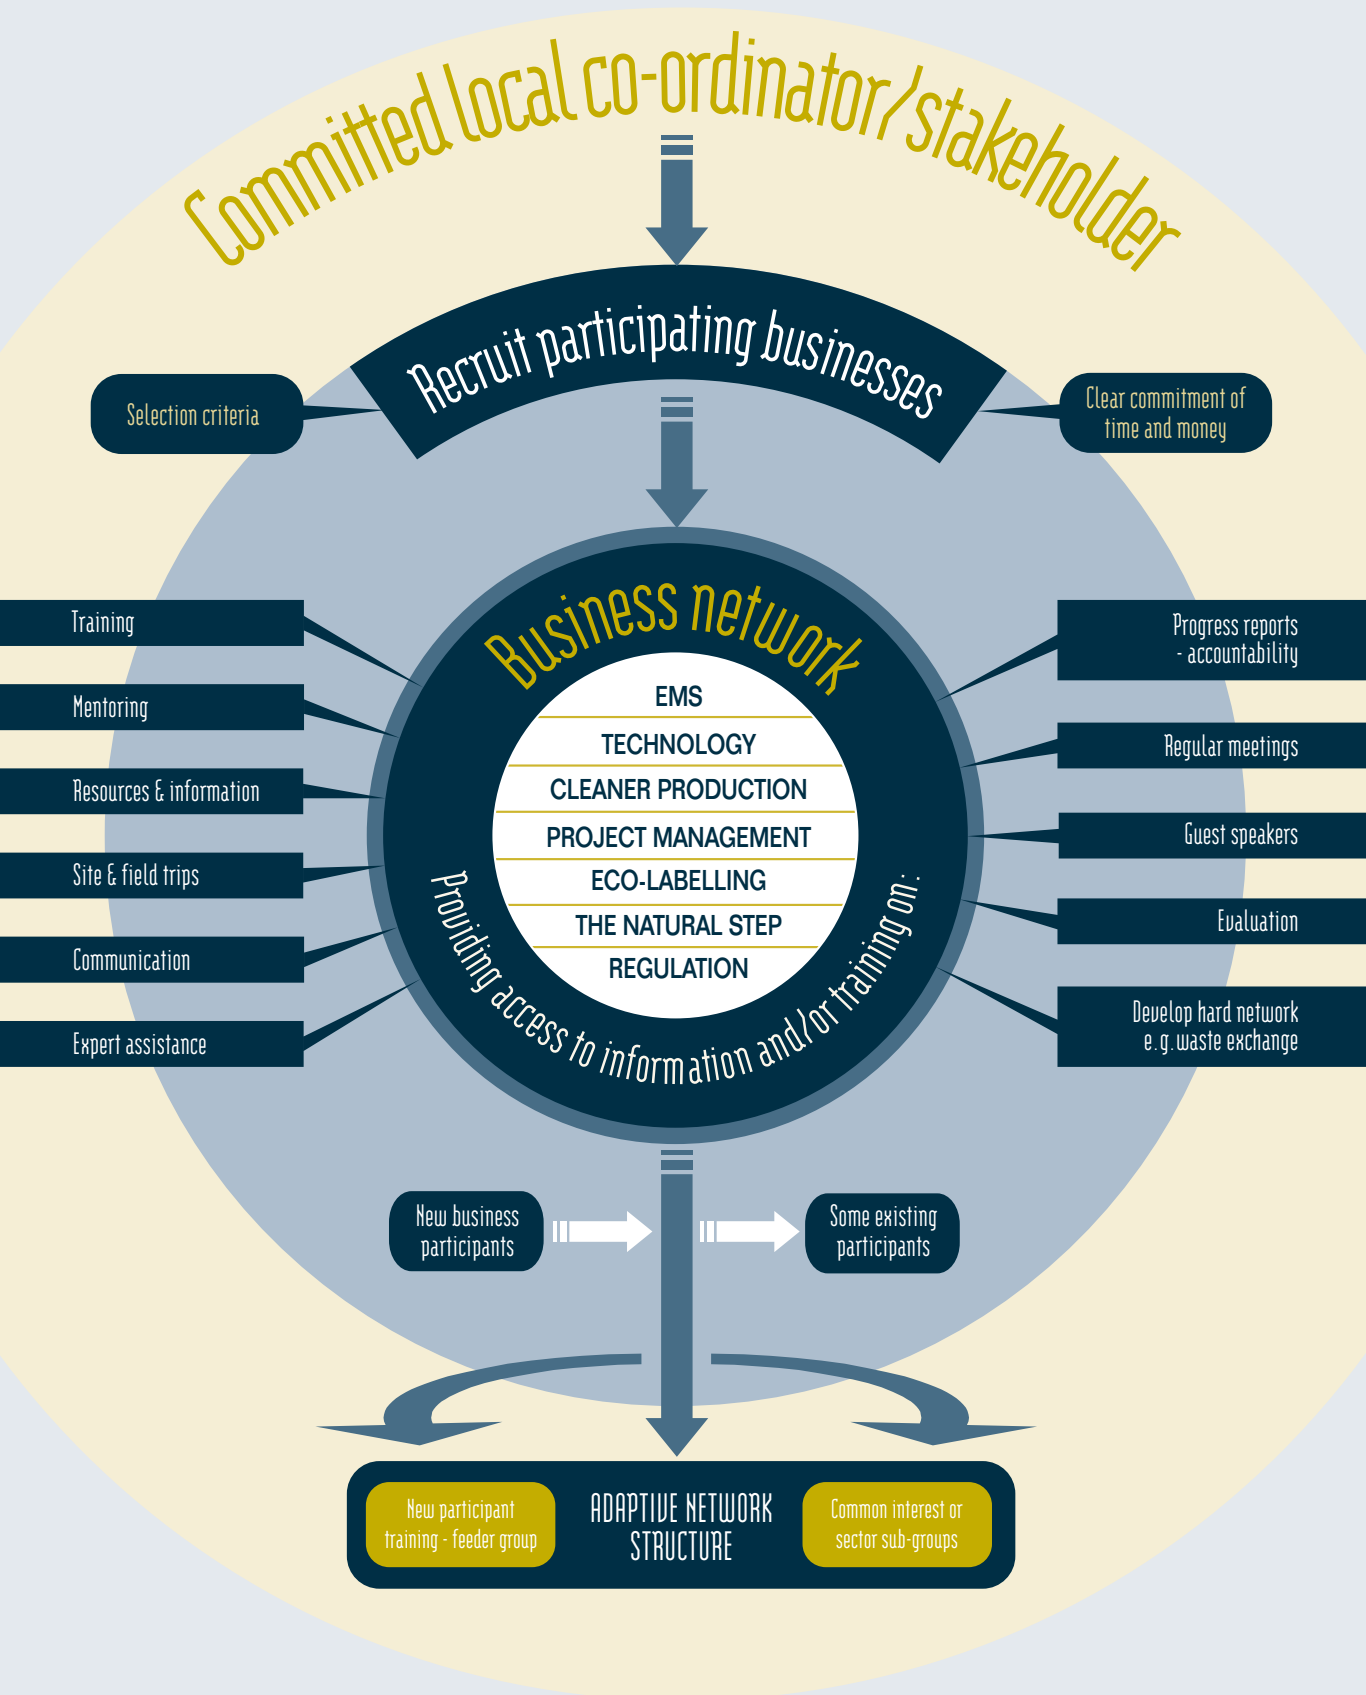 Committed local co-ordinator/stakeholder
Recruit participating businesses
Selection criteria
Clear commitment of
time and money
Business network
EMS
TECHNOLOGY
CLEANER PRODUCTION
PROJECT MANAGEMENT
ECO-LABELLING
THE NATURAL STEP
REGULATION
Providing access to information and/or training on:
Training
Mentoring
Resources & information
Site & field trips
Communication
Expert assistance
Progress reports
- accountability
Regular meetings
Guest speakers
Evaluation
Develop hard network
e.g. waste exchange
New business
participants
Some existing
participants
New participant
training - feeder group
ADAPTIVE NETWORK
STRUCTURE
Common interest or
sector sub-groups